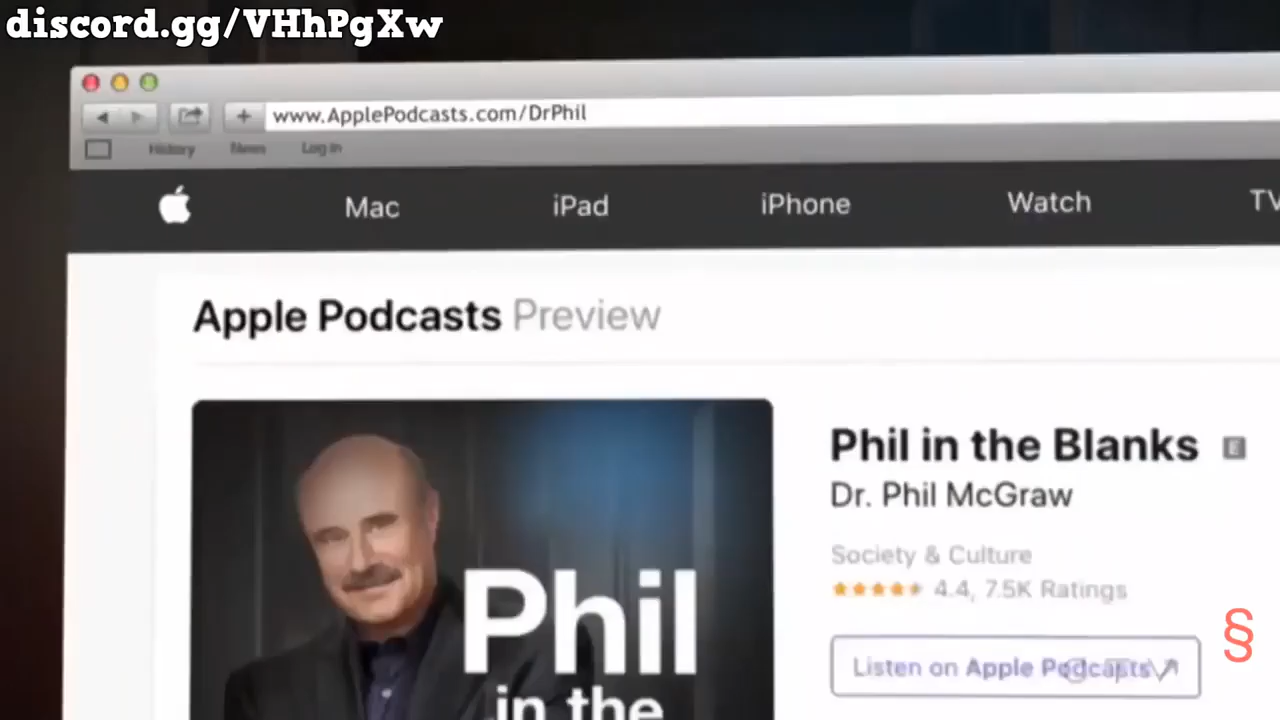 discord.gg/VHhPgXw
www.ApplePodcasts.com/DrPhil
History News Log In
Mac iPad iPhone Watch TV
Apple Podcasts Preview
Phil in the Blanks E
Dr. Phil McGraw
Society & Culture
4.4, 7.5K Ratings
Listen on Apple Podcasts
Phil
in the
§